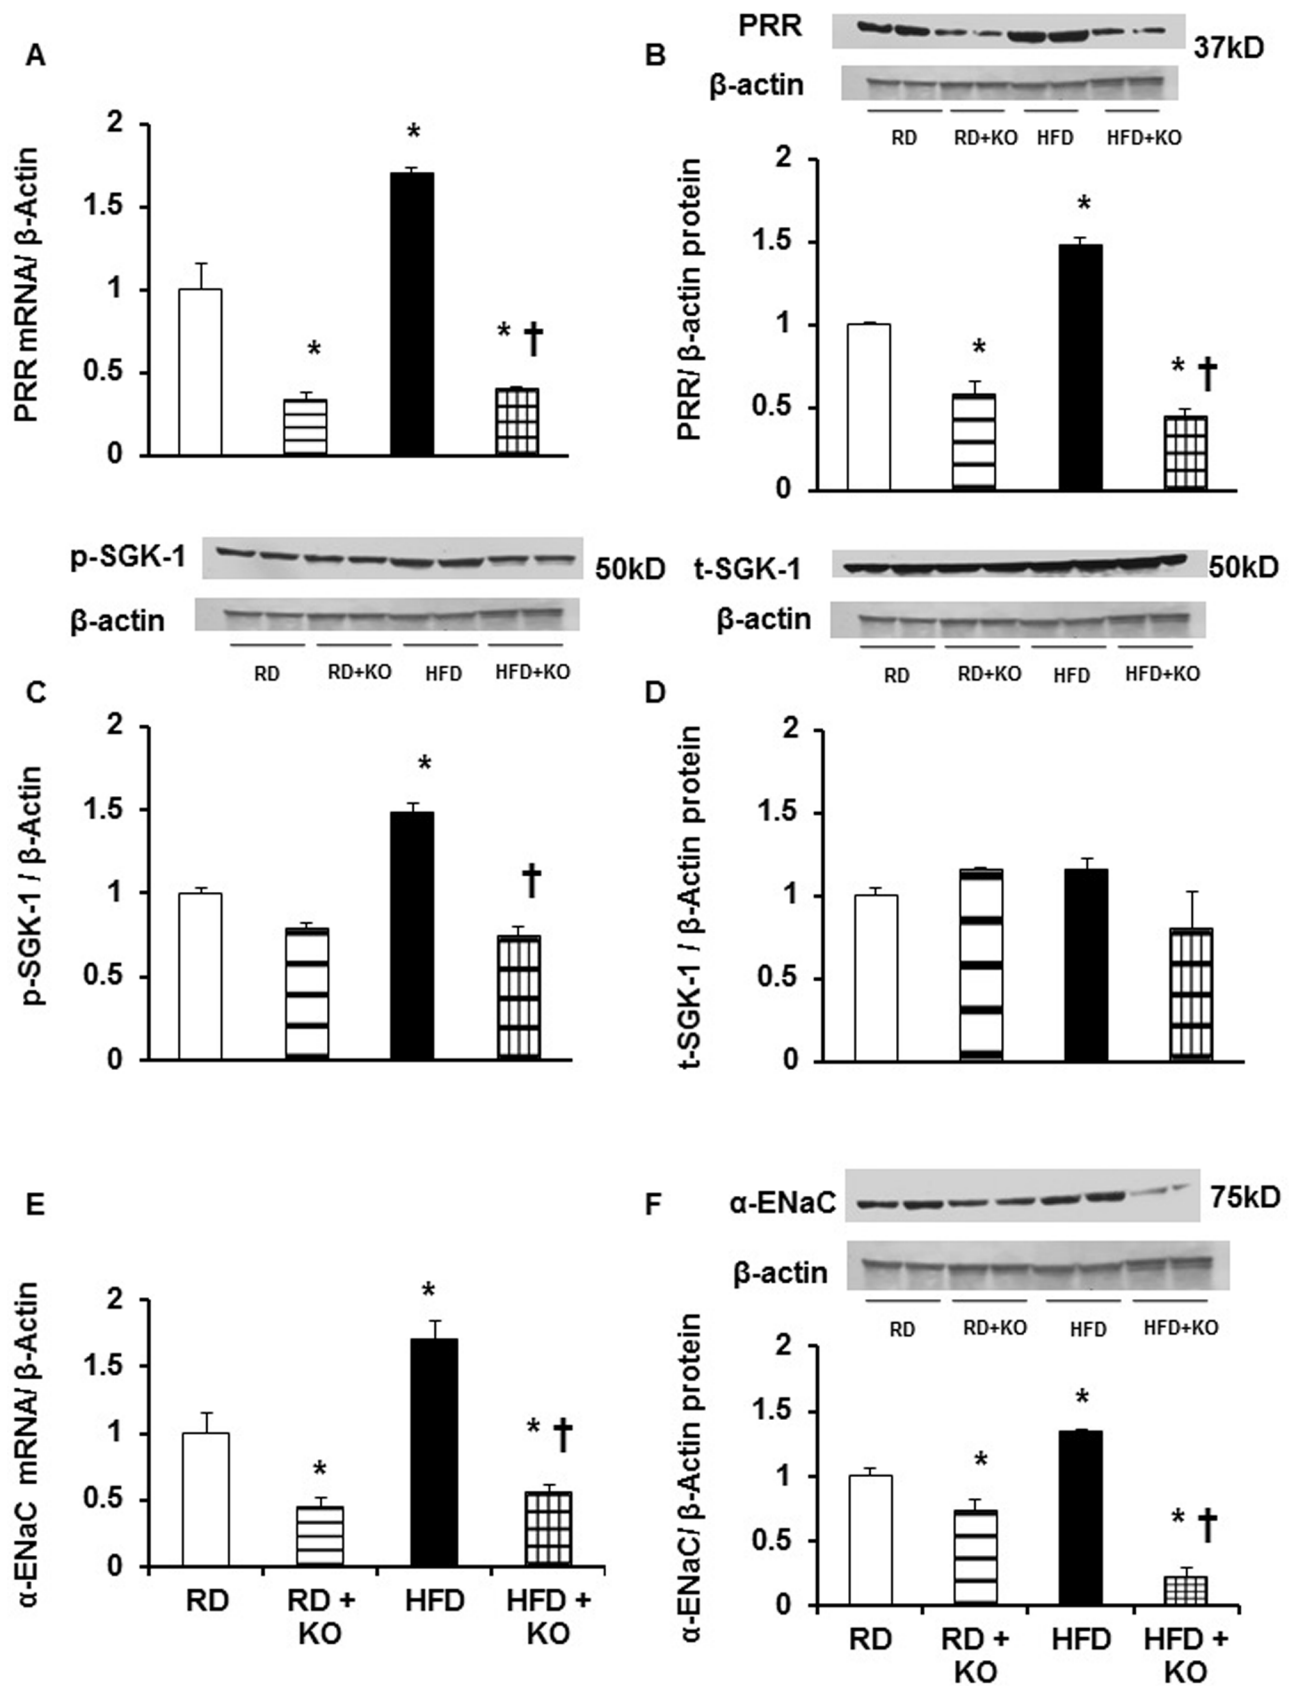 A
PRR mRNA/ β-Actin
2
1.5
1
0.5
0
*
*
* †
B
PRR
37kD
β-actin
RD RD+KO HFD HFD+KO
PRR/ β-actin protein
2
1.5
1
0.5
0
*
*
* †
p-SGK-1
50kD
β-actin
RD RD+KO HFD HFD+KO
C
p-SGK-1 / β-Actin
2
1.5
1
0.5
0
*
†
t-SGK-1
50kD
β-actin
RD RD+KO HFD HFD+KO
D
t-SGK-1 / β-Actin protein
2
1.5
1
0.5
0
E
α-ENaC mRNA/ β-Actin
2
1.5
1
0.5
0
*
*
* †
RD RD + KO HFD HFD + KO
F
α-ENaC
75kD
β-actin
RD RD+KO HFD HFD+KO
α-ENaC/ β-Actin protein
2
1.5
1
0.5
0
*
*
* †
RD RD + KO HFD HFD + KO